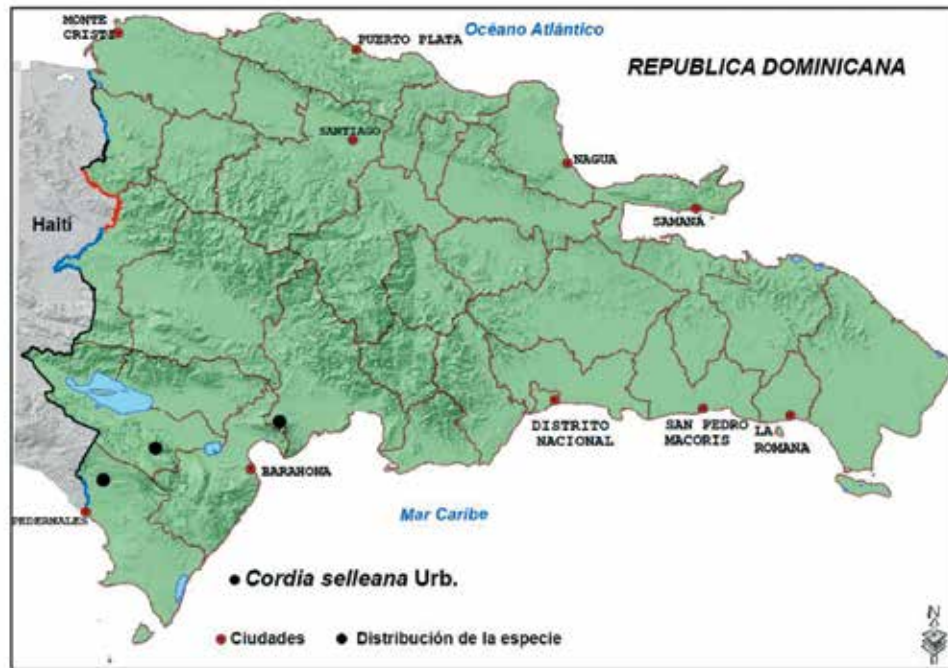 MONTE
CRISTI
PUERTO PLATA
Océano Atlántico
REPUBLICA DOMINICANA
SANTIAGO
NAGUA
SAMANÁ
Haití
DISTRITO
NACIONAL
SAN PEDRO
MACORIS
LA
ROMANA
BARAHONA
PEDERNALES
Mar Caribe
Cordia selleana Urb.
Ciudades
Distribución de la especie
N